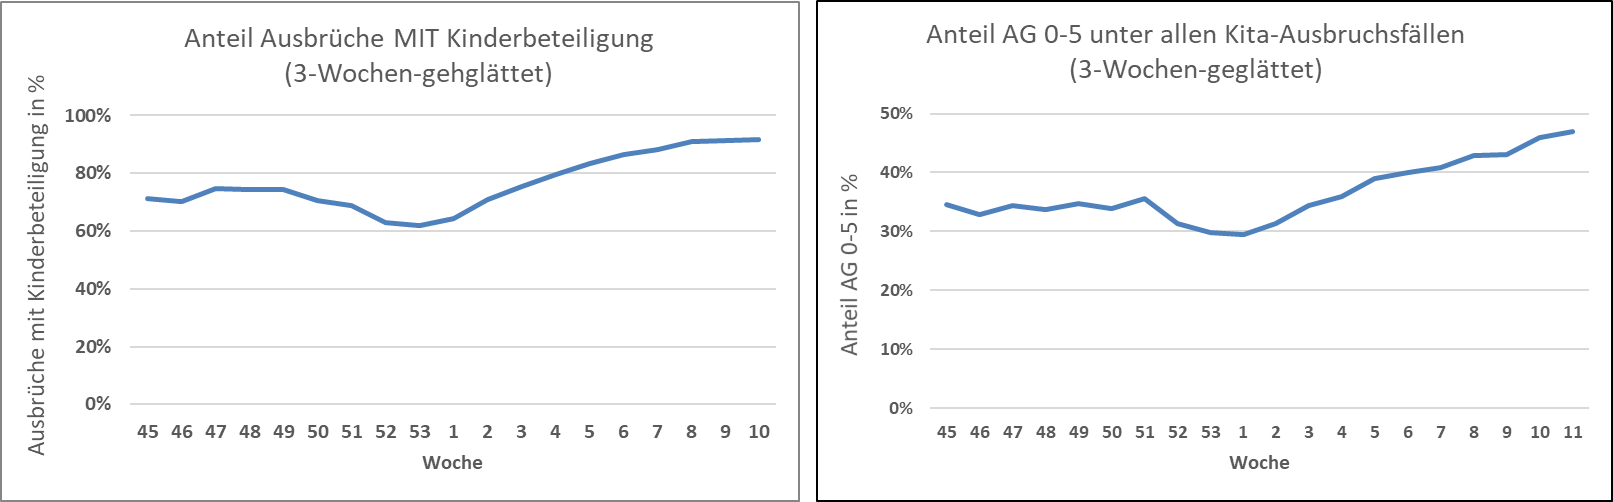 Anteil Ausbrüche MIT Kinderbeteiligung
(3-Wochen-gehglättet)
Ausbrüche mit Kinderbeteiligung in %
100%
80%
60%
40%
20%
0%
45 46 47 48 49 50 51 52 53 1 2 3 4 5 6 7 8 9 10
Woche
Anteil AG 0-5 unter allen Kita-Ausbruchsfällen
(3-Wochen-geglättet)
Anteil AG 0-5 in %
50%
40%
30%
20%
10%
0%
45 46 47 48 49 50 51 52 53 1 2 3 4 5 6 7 8 9 10 11
Woche